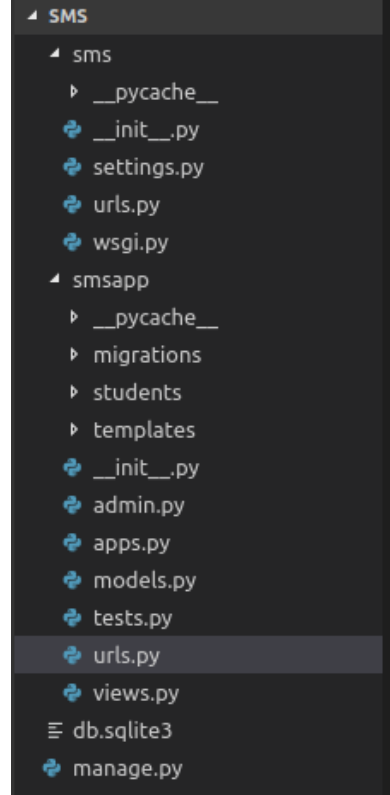 SMS
sms
__pycache__
__init__.py
settings.py
urls.py
wsgi.py
smsapp
__pycache__
migrations
students
templates
__init__.py
admin.py
apps.py
models.py
tests.py
urls.py
views.py
db.sqlite3
manage.py